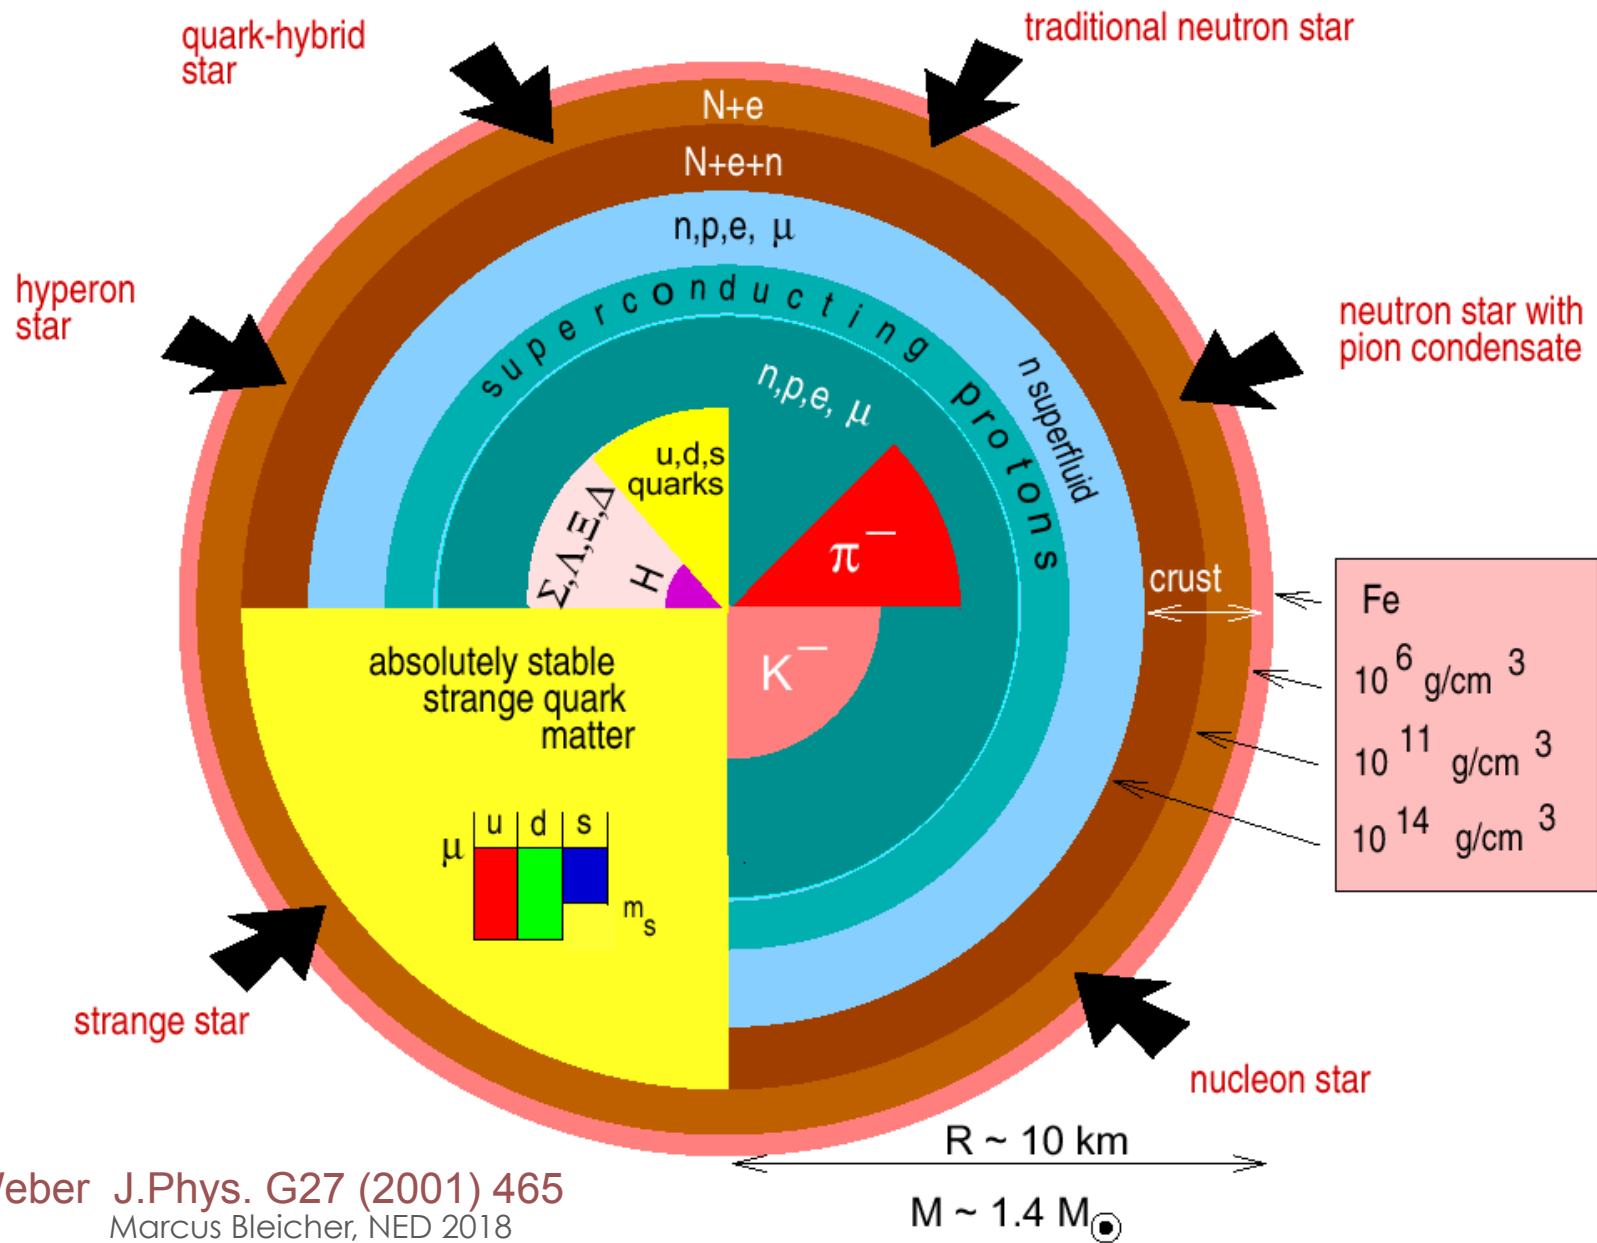 quark-hybrid
star
traditional neutron star
N+e
N+e+n
n,p,e, μ
hyperon
star
superconducting protons
neutron star with
pion condensate
n superfluid
n,p,e, μ
u,d,s
quarks
Σ,Λ,Ξ,Δ
H
π⁻
crust
Fe
10⁶ g/cm³
10¹¹ g/cm³
10¹⁴ g/cm³
K⁻
absolutely stable
strange quark
matter
u d s
μ
mₛ
strange star
nucleon star
R ~ 10 km
M ~ 1.4 M☉
J.Phys. G27 (2001) 465
Marcus Bleicher, NED 2018